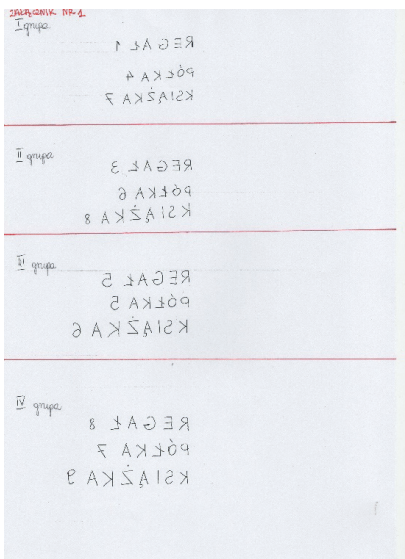 ZAŁĄCZNIK NR 1
I grupa
REGAŁ 1
PÓŁKA 4
KSIĄŻKA 7
II grupa
REGAŁ 3
PÓŁKA 6
KSIĄŻKA 8
III grupa
REGAŁ 5
PÓŁKA 5
KSIĄŻKA 6
IV grupa
REGAŁ 8
PÓŁKA 7
KSIĄŻKA 9